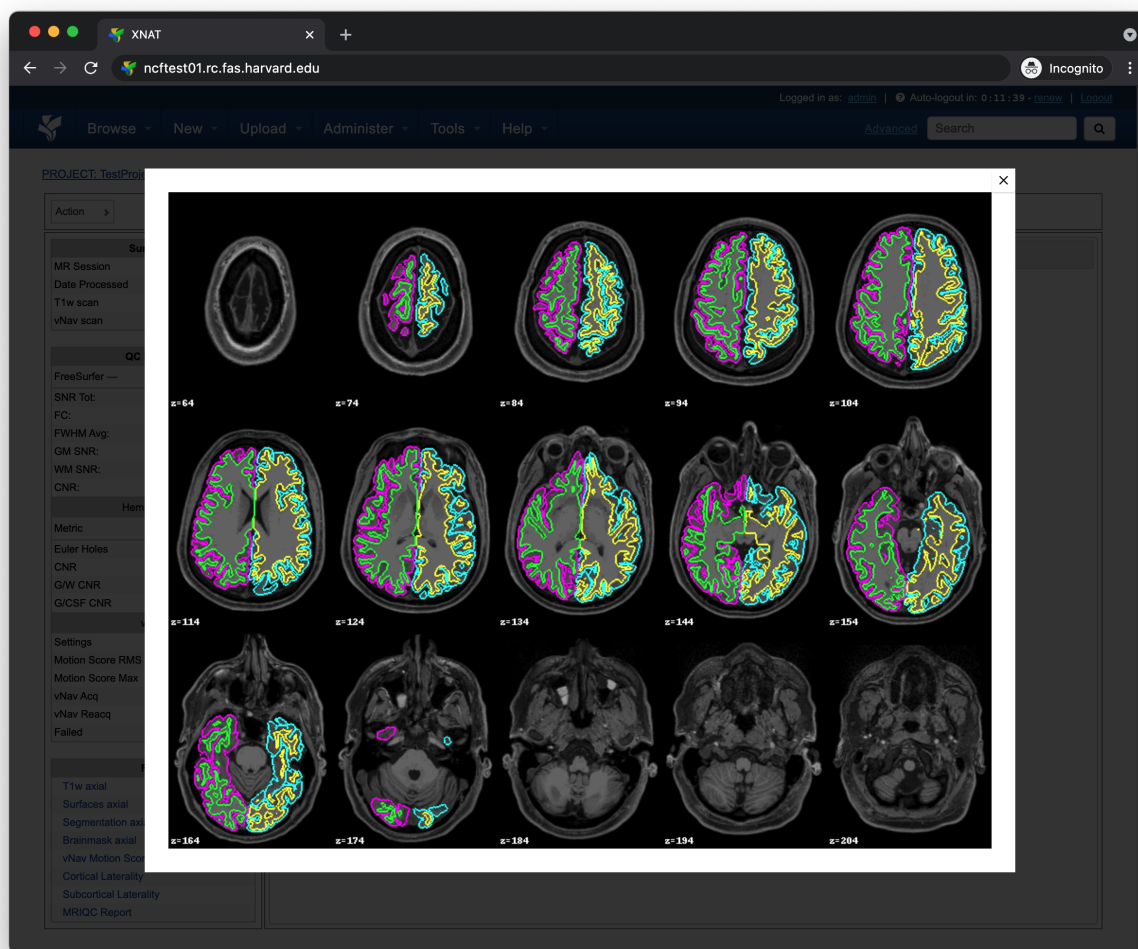 XNAT
ncftest01.rc.fas.harvard.edu
Incognito
Logged in as: admin | Auto-logout in: 0:11:39 - renew | Logout
Browse New Upload Administer Tools Help Advanced Search
PROJECT: TestProj
Action
MR Session
Date Processed
T1w scan
vNav scan
QC
FreeSurfer —
SNR Tot:
FC:
FWHM Avg:
GM SNR:
WM SNR:
CNR:
Metric
Euler Holes
CNR
G/W CNR
G/CSF CNR
Settings
Motion Score RMS
Motion Score Max
vNav Acq
vNav Reacq
Failed
T1w axial
Surfaces axial
Segmentation
Brainmask axial
vNav Motion
Cortical Laterality
Subcortical Laterality
MRIQC Report
z=64 z=74 z=84 z=94 z=104
z=114 z=124 z=134 z=144 z=154
z=164 z=174 z=184 z=194 z=204